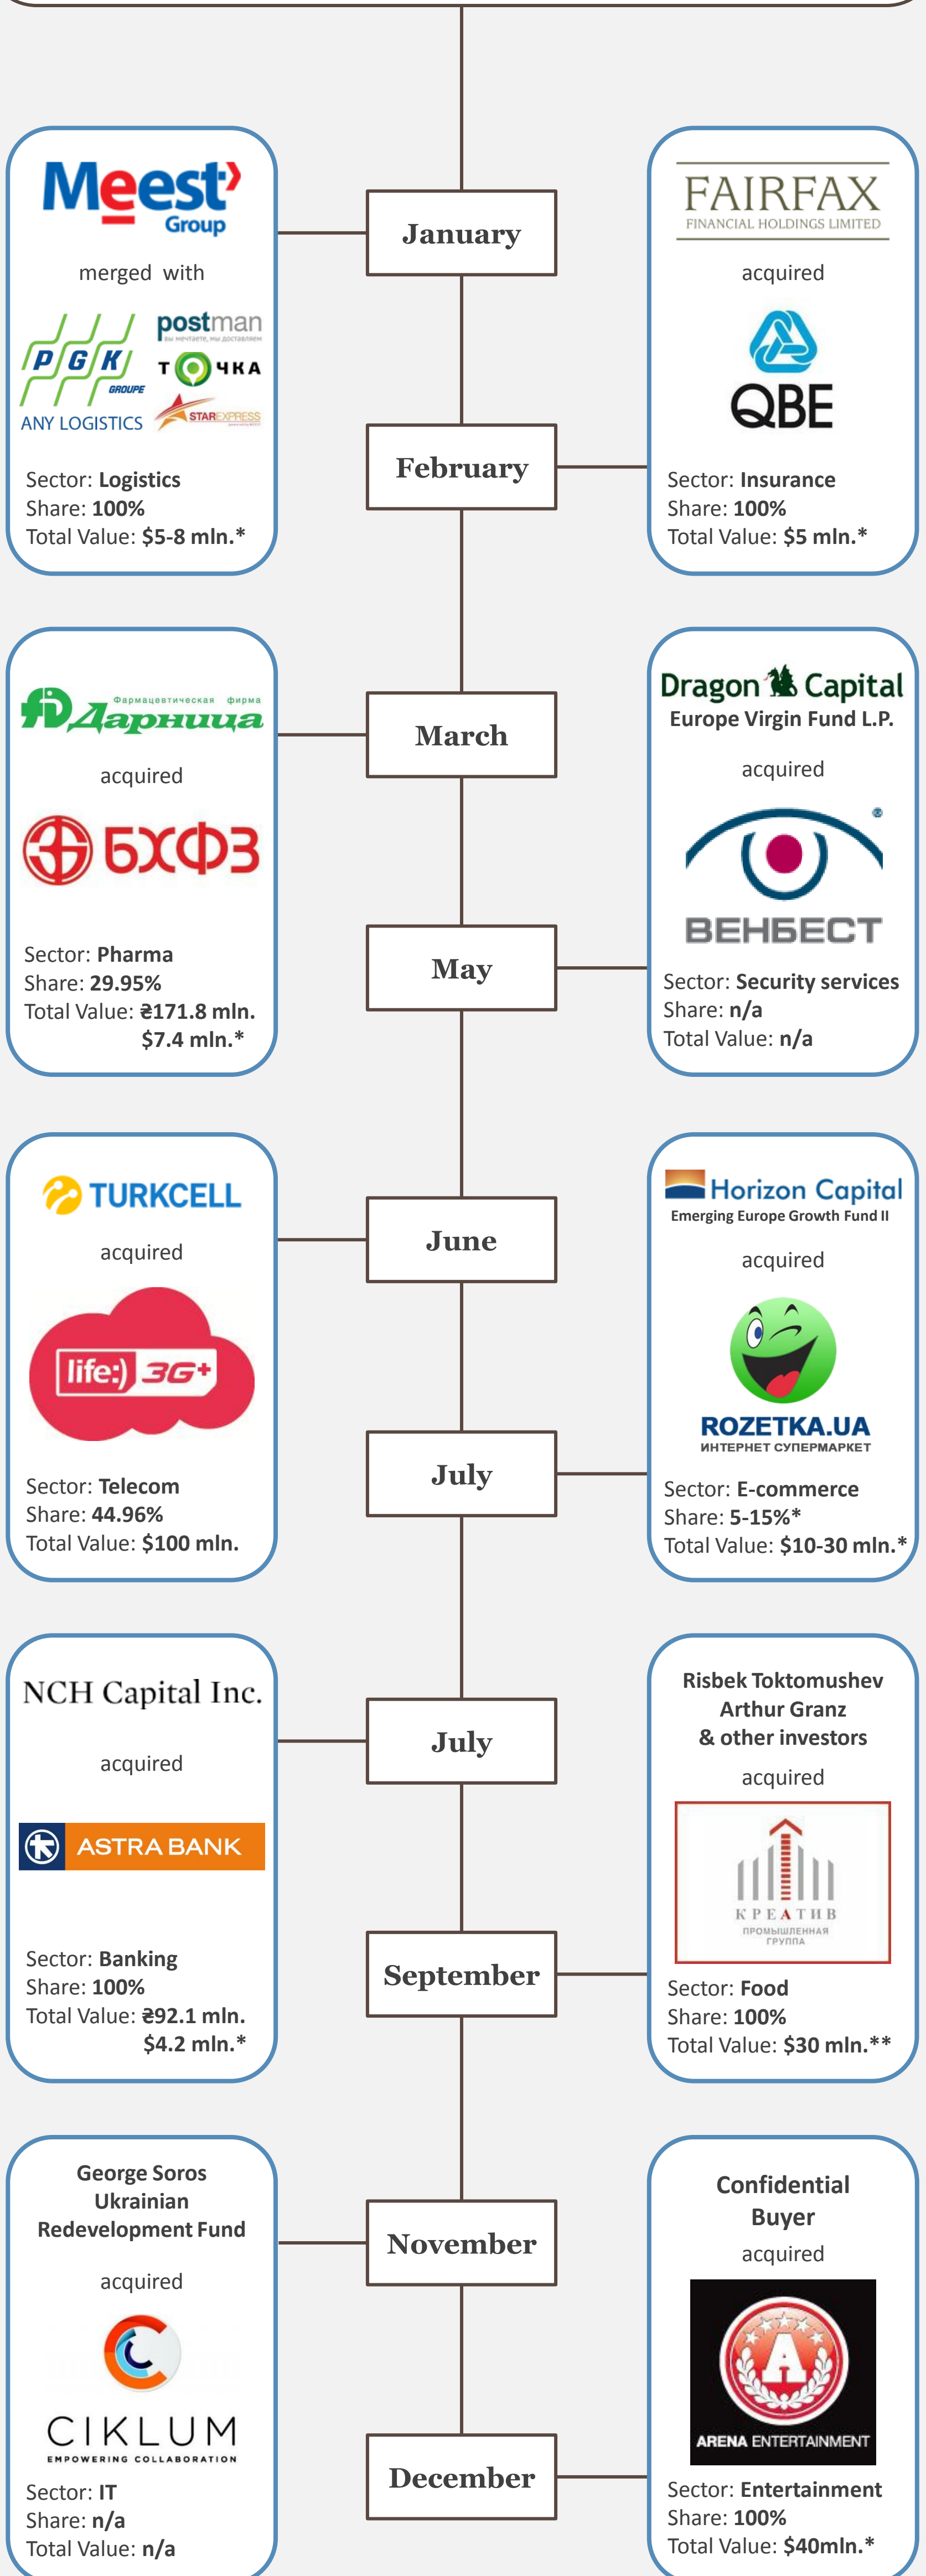 Meest
Group
merged with
PGK
GROUPE
ANY LOGISTICS
postman
вы мечтаете, мы доставляем
ТОЧКА
STAREXPRESS
Sector: Logistics
Share: 100%
Total Value: $5-8 mln.*
January
FAIRFAX
FINANCIAL HOLDINGS LIMITED
acquired
QBE
Sector: Insurance
Share: 100%
Total Value: $5 mln.*
February
Фармацевтическая фирма
Дарница
acquired
БХФЗ
Sector: Pharma
Share: 29.95%
Total Value: ₴171.8 mln.
$7.4 mln.*
March
Dragon Capital
Europe Virgin Fund L.P.
acquired
®
ВЕНБЕСТ
Sector: Security services
Share: n/a
Total Value: n/a
May
TURKCELL
acquired
life:) 3G+
Sector: Telecom
Share: 44.96%
Total Value: $100 mln.
June
Horizon Capital
Emerging Europe Growth Fund II
acquired
ROZETKA.UA
ИНТЕРНЕТ СУПЕРМАРКЕТ
Sector: E-commerce
Share: 5-15%*
Total Value: $10-30 mln.*
July
NCH Capital Inc.
acquired
ASTRA BANK
Sector: Banking
Share: 100%
Total Value: ₴92.1 mln.
$4.2 mln.*
July
Risbek Toktomushev
Arthur Granz
& other investors
acquired
КРЕАТИВ
ПРОМЫШЛЕННАЯ
ГРУППА
Sector: Food
Share: 100%
Total Value: $30 mln.**
September
George Soros
Ukrainian
Redevelopment Fund
acquired
CIKLUM
EMPOWERING COLLABORATION
Sector: IT
Share: n/a
Total Value: n/a
November
Confidential
Buyer
acquired
A
ARENA ENTERTAINMENT
Sector: Entertainment
Share: 100%
Total Value: $40mln.*
December